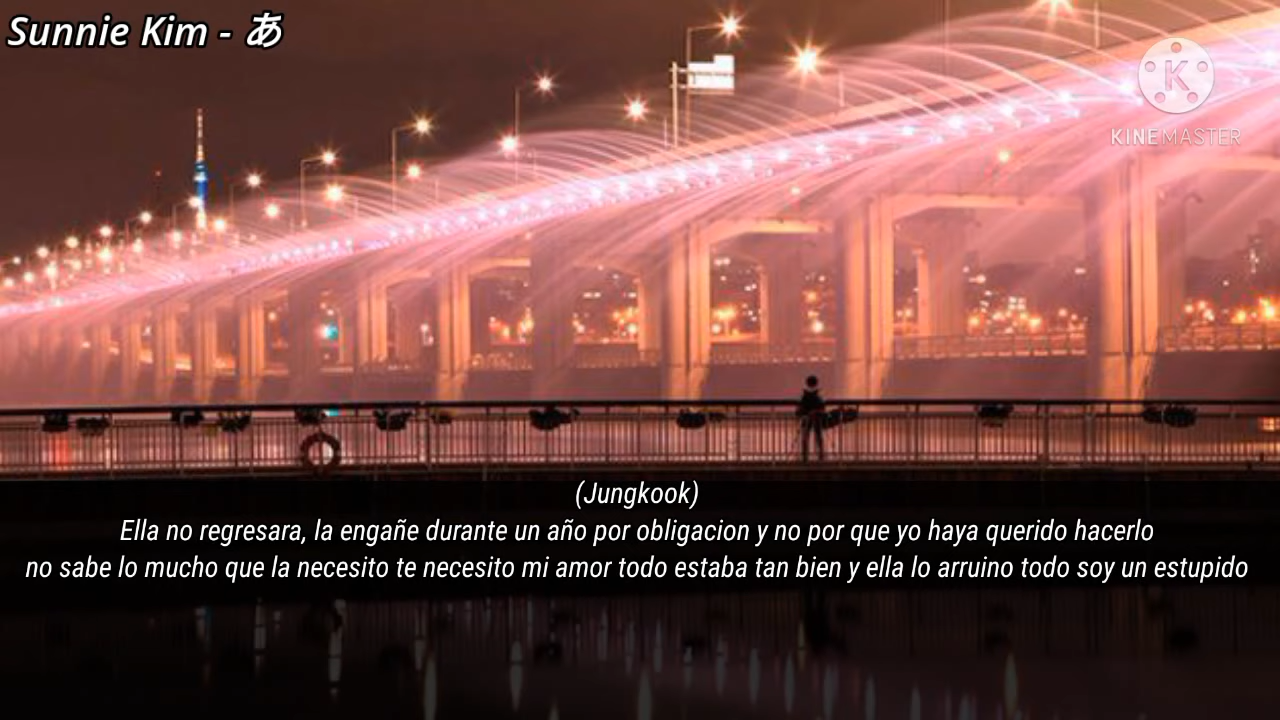 Sunnie Kim - あ
KINEMASTER
(Jungkook)
Ella no regresara, la engañe durante un año por obligacion y no por que yo haya querido hacerlo
no sabe lo mucho que la necesito te necesito mi amor todo estaba tan bien y ella lo arruino todo soy un estupido